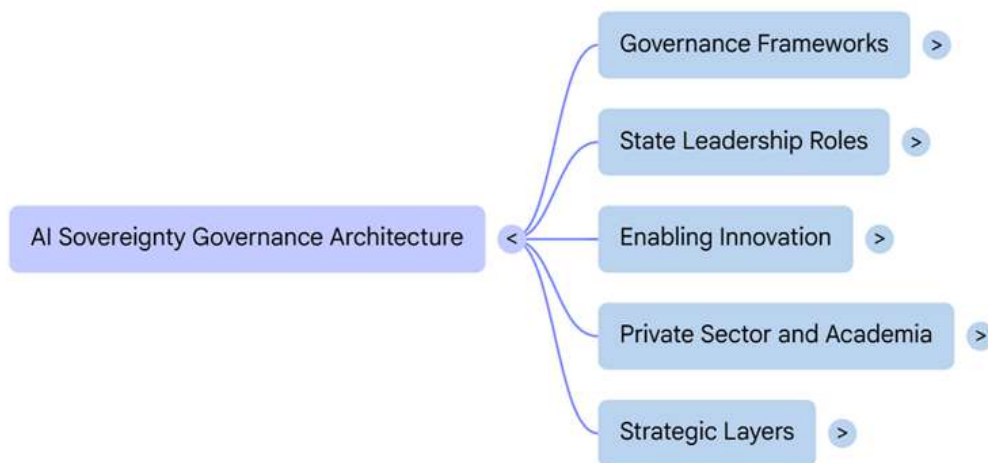 Governance Frameworks >
State Leadership Roles >
AI Sovereignty Governance Architecture < Enabling Innovation >
Private Sector and Academia >
Strategic Layers >